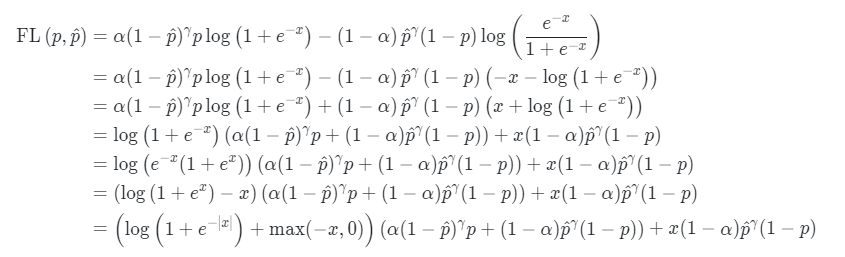 FL (p, p̂) = α(1 − p̂)^γ p log (1 + e^{−x}) − (1 − α) p̂^γ (1 − p) log (e^{−x} / (1 + e^{−x}))
= α(1 − p̂)^γ p log (1 + e^{−x}) − (1 − α) p̂^γ (1 − p) (−x − log (1 + e^{−x}))
= α(1 − p̂)^γ p log (1 + e^{−x}) + (1 − α) p̂^γ (1 − p) (x + log (1 + e^{−x}))
= log (1 + e^{−x}) (α(1 − p̂)^γ p + (1 − α)p̂^γ (1 − p)) + x(1 − α)p̂^γ (1 − p)
= log (e^{−x}(1 + e^x)) (α(1 − p̂)^γ p + (1 − α)p̂^γ (1 − p)) + x(1 − α)p̂^γ (1 − p)
= (log (1 + e^x) − x) (α(1 − p̂)^γ p + (1 − α)p̂^γ (1 − p)) + x(1 − α)p̂^γ (1 − p)
= (log (1 + e^{−|x|}) + max(−x, 0)) (α(1 − p̂)^γ p + (1 − α)p̂^γ (1 − p)) + x(1 − α)p̂^γ (1 − p)